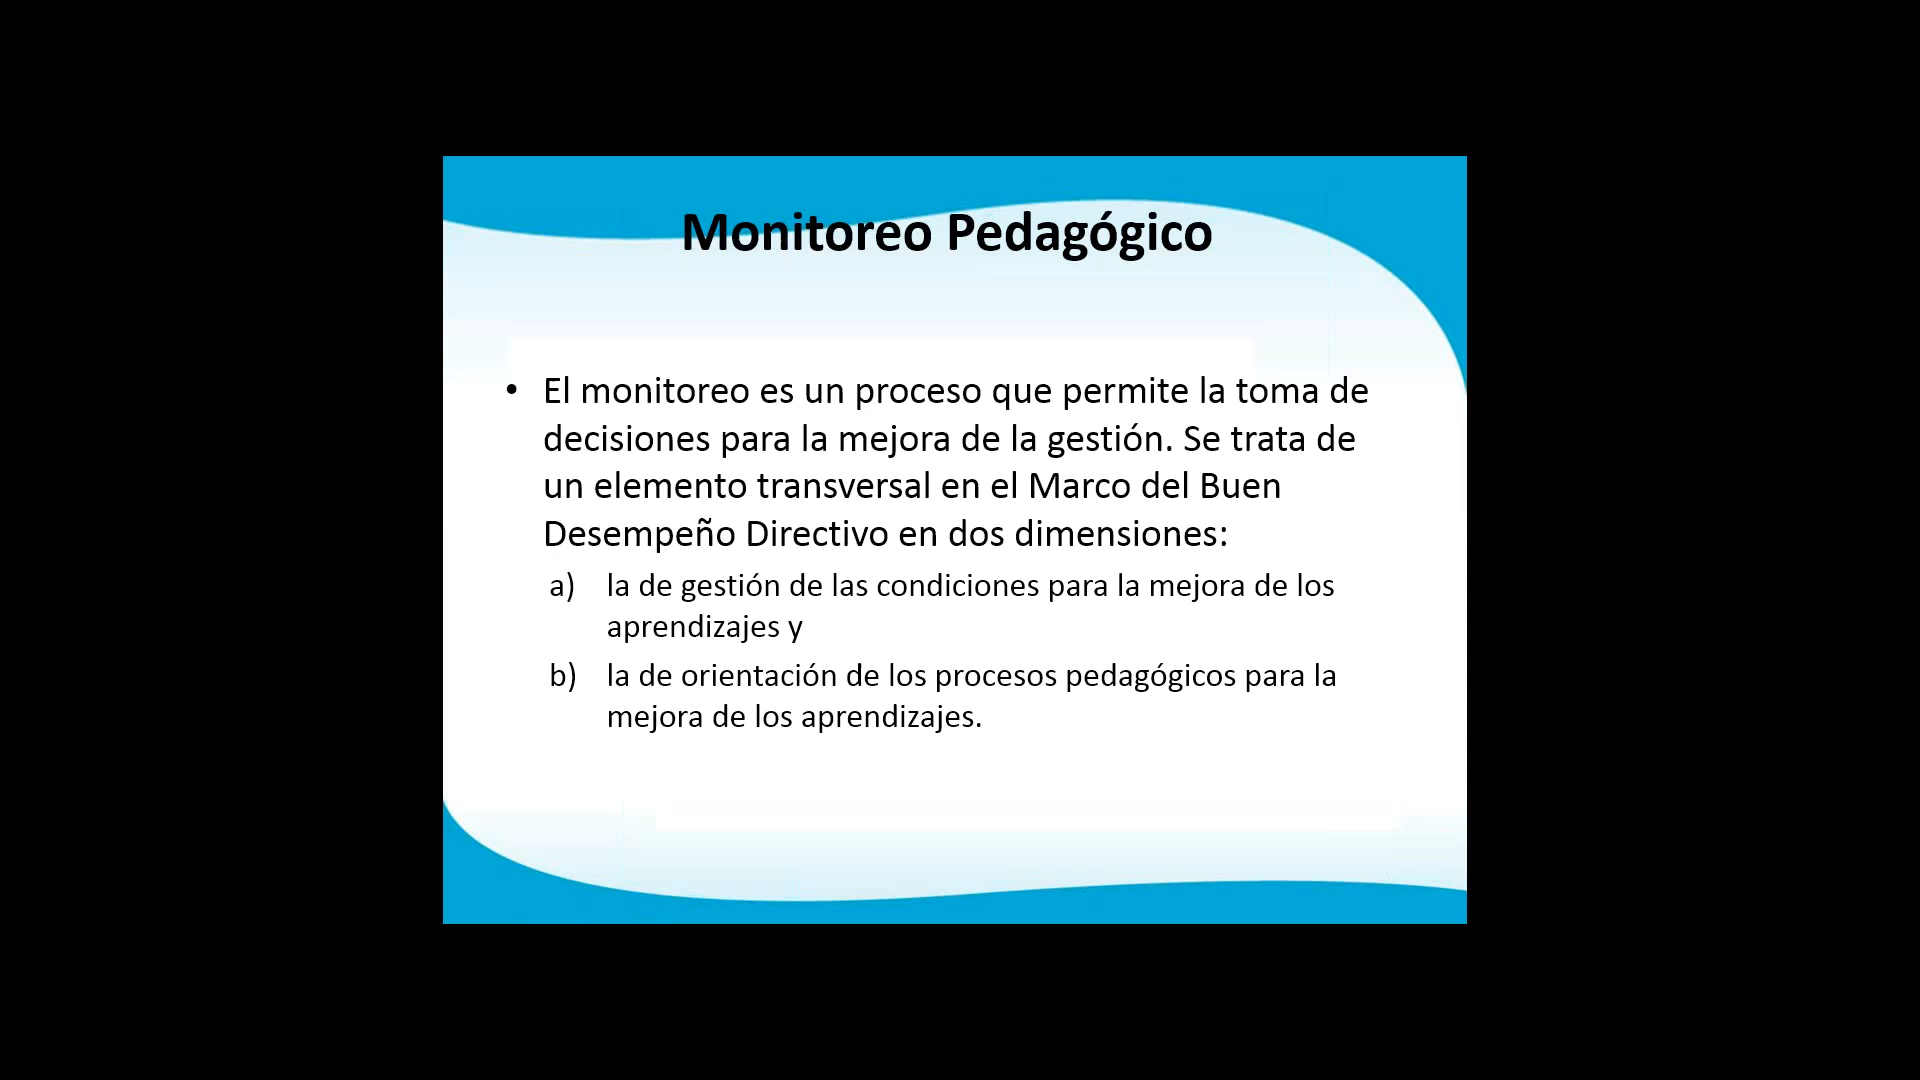 Monitoreo Pedagógico
• El monitoreo es un proceso que permite la toma de
decisiones para la mejora de la gestión. Se trata de
un elemento transversal en el Marco del Buen
Desempeño Directivo en dos dimensiones:
a) la de gestión de las condiciones para la mejora de los
aprendizajes y
b) la de orientación de los procesos pedagógicos para la
mejora de los aprendizajes.